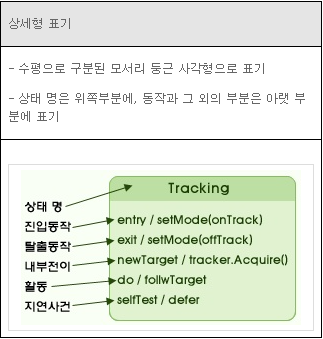 상세형 표기
- 수평으로 구분된 모서리 둥근 사각형으로 표기
- 상태 명은 위쪽부분에, 동작과 그 외의 부분은 아랫 부
분에 표기
Tracking
상태 명
진입동작 entry / setMode(onTrack)
탈출동작 exit / setMode(offTrack)
내부전이 newTarget / tracker.Acquire()
활동 do / follwTarget
지연사건 selfTest / defer